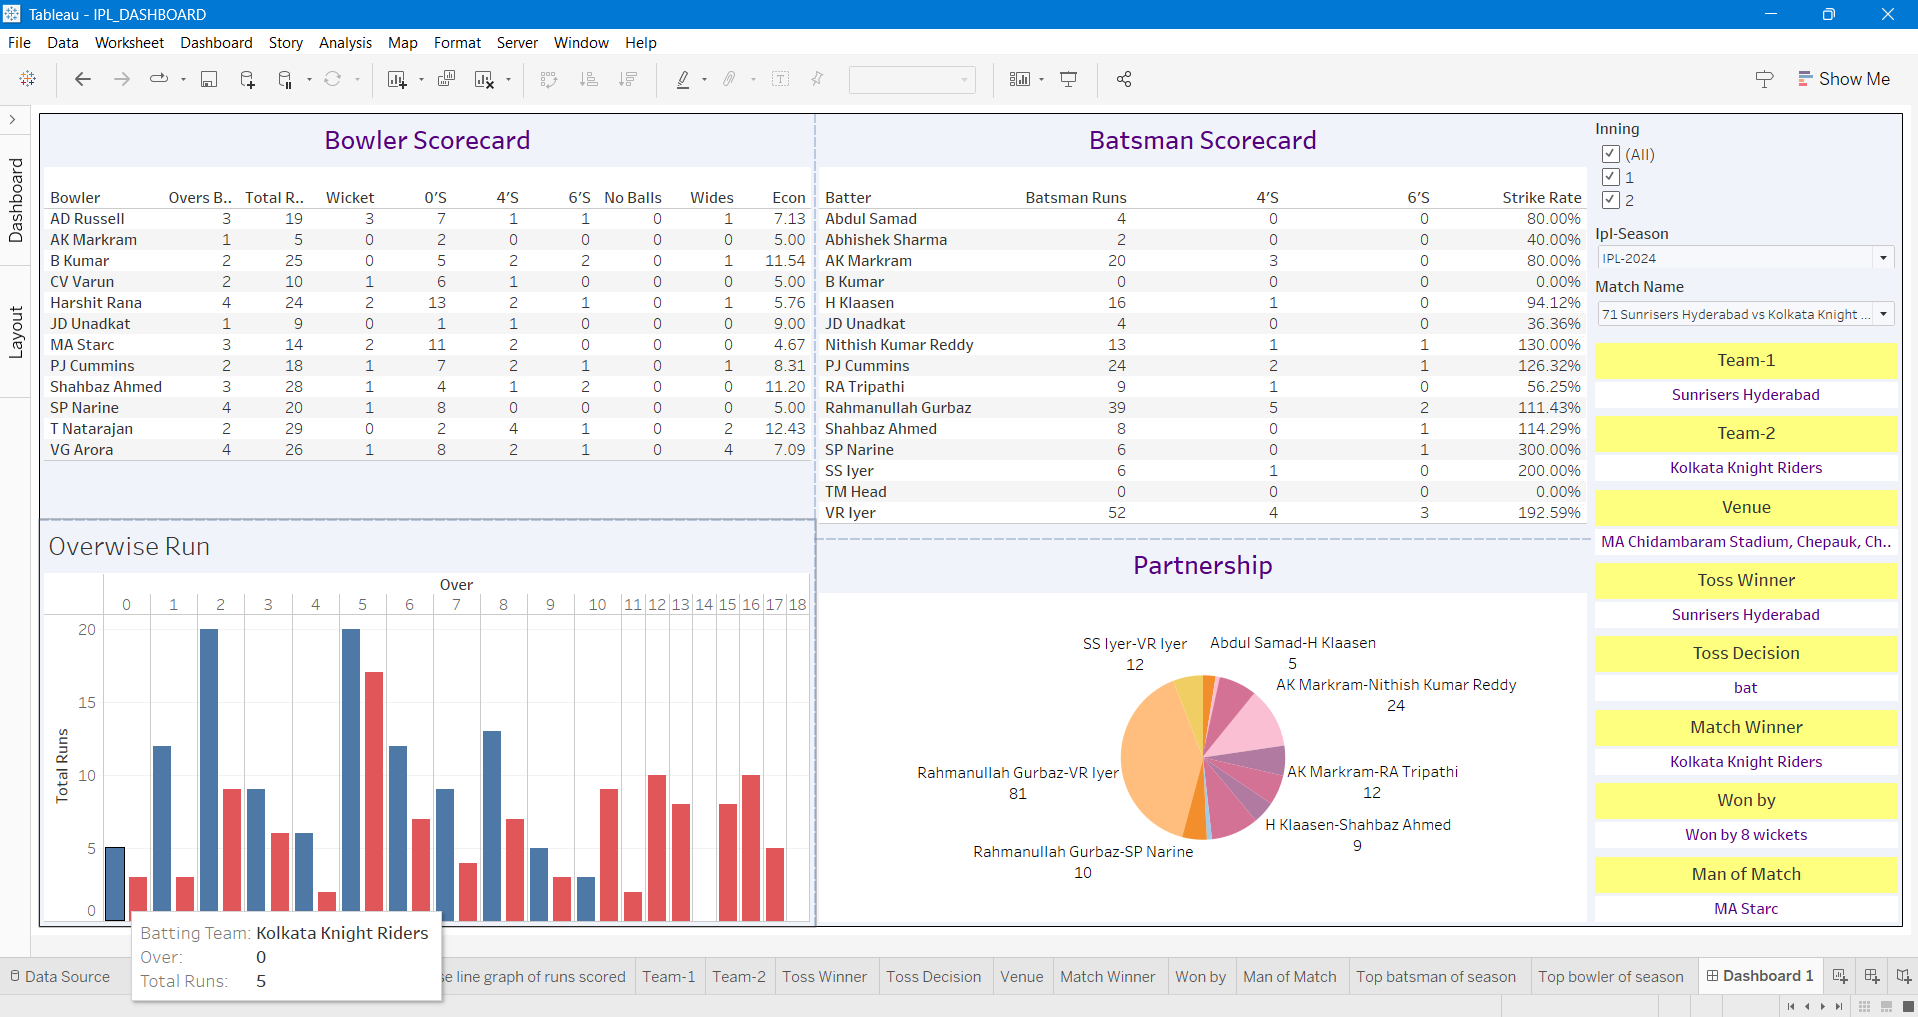 Tableau - IPL_DASHBOARD
File Data Worksheet Dashboard Story Analysis Map Format Server Window Help
Show Me
Dashboard
Layout
Bowler Scorecard
Bowler Overs B.. Total R.. Wicket 0'S 4'S 6'S No Balls Wides Econ
AD Russell 3 19 3 7 1 1 0 1 7.13
AK Markram 1 5 0 2 0 0 0 0 5.00
B Kumar 2 25 0 5 2 2 0 1 11.54
CV Varun 2 10 1 6 1 0 0 0 5.00
Harshit Rana 4 24 2 13 2 1 0 1 5.76
JD Unadkat 1 9 0 1 1 0 0 0 9.00
MA Starc 3 14 2 11 2 0 0 0 4.67
PJ Cummins 2 18 1 7 2 1 0 1 8.31
Shahbaz Ahmed 3 28 1 4 1 2 0 0 11.20
SP Narine 4 20 1 8 0 0 0 0 5.00
T Natarajan 2 29 0 2 4 1 0 2 12.43
VG Arora 4 26 1 8 2 1 0 4 7.09
Batsman Scorecard
Batter Batsman Runs 4'S 6'S Strike Rate
Abdul Samad 4 0 0 80.00%
Abhishek Sharma 2 0 0 40.00%
AK Markram 20 3 0 80.00%
B Kumar 0 0 0 0.00%
H Klaasen 16 1 0 94.12%
JD Unadkat 4 0 0 36.36%
Nithish Kumar Reddy 13 1 1 130.00%
PJ Cummins 24 2 1 126.32%
RA Tripathi 9 1 0 56.25%
Rahmanullah Gurbaz 39 5 2 111.43%
Shahbaz Ahmed 8 0 1 114.29%
SP Narine 6 0 1 300.00%
SS Iyer 6 1 0 200.00%
TM Head 0 0 0 0.00%
VR Iyer 52 4 3 192.59%
Inning
(All)
1
2
Ipl-Season
IPL-2024
Match Name
71 Sunrisers Hyderabad vs Kolkata Knight ...
Team-1
Sunrisers Hyderabad
Team-2
Kolkata Knight Riders
Venue
MA Chidambaram Stadium, Chepauk, Ch..
Toss Winner
Sunrisers Hyderabad
Toss Decision
bat
Match Winner
Kolkata Knight Riders
Won by
Won by 8 wickets
Man of Match
MA Starc
Overwise Run
Over
0 1 2 3 4 5 6 7 8 9 10 11 12 13 14 15 16 17 18
Total Runs
20
15
10
5
0
Batting Team: Kolkata Knight Riders
Over: 0
Total Runs: 5
Partnership
SS Iyer-VR Iyer
12
Abdul Samad-H Klaasen
5
AK Markram-Nithish Kumar Reddy
24
Rahmanullah Gurbaz-VR Iyer
81
AK Markram-RA Tripathi
12
H Klaasen-Shahbaz Ahmed
9
Rahmanullah Gurbaz-SP Narine
10
Data Source se line graph of runs scored Team-1 Team-2 Toss Winner Toss Decision Venue Match Winner Won by Man of Match Top batsman of season Top bowler of season Dashboard 1